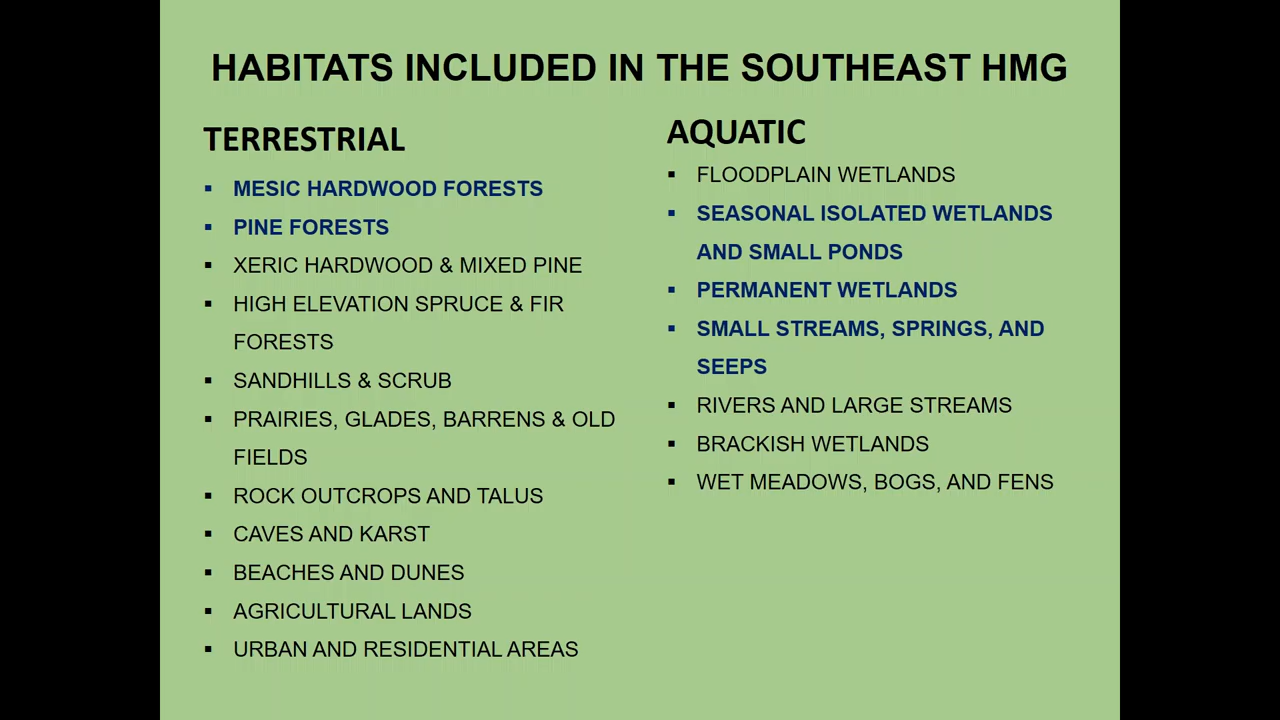 HABITATS INCLUDED IN THE SOUTHEAST HMG
TERRESTRIAL
▪ MESIC HARDWOOD FORESTS
▪ PINE FORESTS
▪ XERIC HARDWOOD & MIXED PINE
▪ HIGH ELEVATION SPRUCE & FIR
FORESTS
▪ SANDHILLS & SCRUB
▪ PRAIRIES, GLADES, BARRENS & OLD
FIELDS
▪ ROCK OUTCROPS AND TALUS
▪ CAVES AND KARST
▪ BEACHES AND DUNES
▪ AGRICULTURAL LANDS
▪ URBAN AND RESIDENTIAL AREAS
AQUATIC
▪ FLOODPLAIN WETLANDS
▪ SEASONAL ISOLATED WETLANDS
AND SMALL PONDS
▪ PERMANENT WETLANDS
▪ SMALL STREAMS, SPRINGS, AND
SEEPS
▪ RIVERS AND LARGE STREAMS
▪ BRACKISH WETLANDS
▪ WET MEADOWS, BOGS, AND FENS